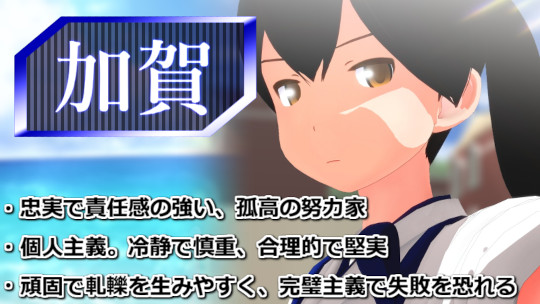 加賀
・忠実で責任感の強い、孤高の努力家
・個人主義。冷静で慎重、合理的で堅実
・頑固で軋轢を生みやすく、完璧主義で失敗を恐れる